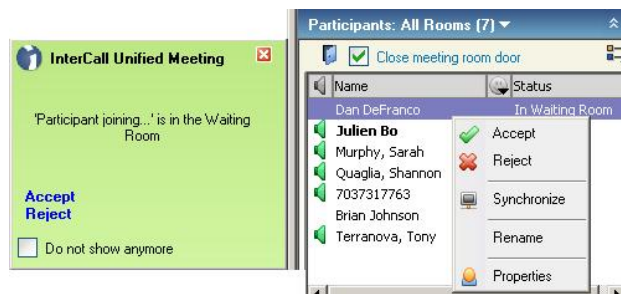 InterCall Unified Meeting
'Participant joining...' is in the Waiting
Room
Accept
Reject
Do not show anymore
Participants: All Rooms (7)
Close meeting room door
Name Status
Dan DeFranco In Waiting Room
Julien Bo
Murphy, Sarah
Quaglia, Shannon
7037317763
Brian Johnson
Terranova, Tony
Accept
Reject
Synchronize
Rename
Properties